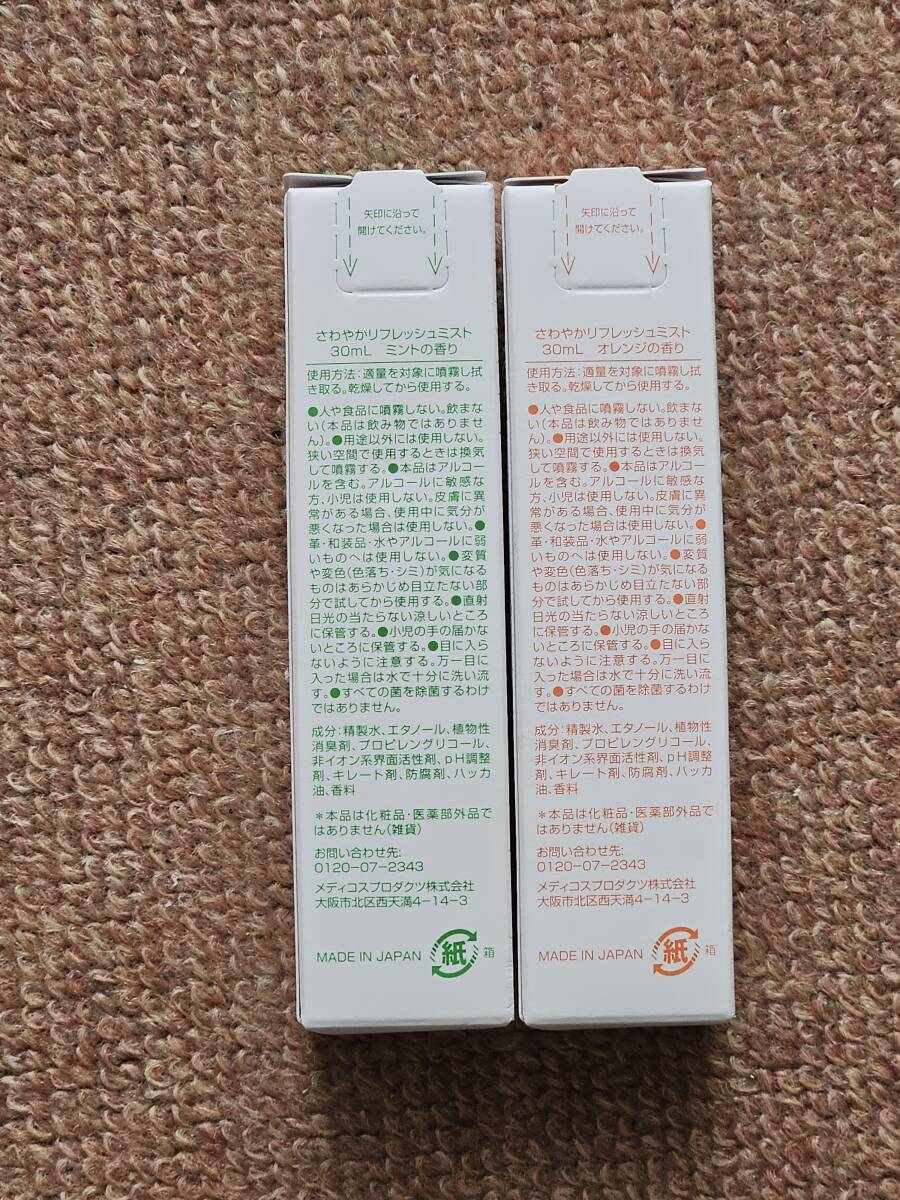 矢印に沿って
開けてください。
さわやかリフレッシュミスト
30mL ミントの香り
使用方法:適量を対象に噴霧し拭
き取る。乾燥してから使用する。
●人や食品に噴霧しない。飲まな
い(本品は飲み物ではありませ
ん)。●用途以外には使用しない。
狭い空間で使用するときは換気
して噴霧する。●本品はアルコー
ルを含む。アルコールに敏感な
方、小児は使用しない。皮膚に異
常がある場合、使用中に気分が
悪くなった場合は使用しない。●
革・和装品・水やアルコールに弱
いものへは使用しない。●変質
や変色(色落ち・シミ)が気になる
ものはあらかじめ目立たない部
分で試してから使用する。●直射
日光の当たらない涼しいところ
に保管する。●小児の手の届かな
いところに保管する。●目に入ら
ないように注意する。万一目に
入った場合は水で十分に洗い流
す。●すべての菌を除菌するわけ
ではありません。
成分:精製水、エタノール、植物性
消臭剤、プロピレングリコール、
非イオン系界面活性剤、pH調整
剤、キレート剤、防腐剤、ハッカ
油、香料
*本品は化粧品・医薬部外品で
はありません(雑貨)
お問い合わせ先:
0120-07-2343
メディコスプロダクツ株式会社
大阪市北区西天満4-14-3
MADE IN JAPAN 紙 箱
矢印に沿って
開けてください。
さわやかリフレッシュミスト
30mL オレンジの香り
使用方法:適量を対象に噴霧し拭
き取る。乾燥してから使用する。
●人や食品に噴霧しない。飲まな
い(本品は飲み物ではありませ
ん)。●用途以外には使用しない。
狭い空間で使用するときは換気
して噴霧する。●本品はアルコー
ルを含む。アルコールに敏感な
方、小児は使用しない。皮膚に異
常がある場合、使用中に気分が
悪くなった場合は使用しない。●
革・和装品・水やアルコールに弱
いものへは使用しない。●変質
や変色(色落ち・シミ)が気になる
ものはあらかじめ目立たない部
分で試してから使用する。●直射
日光の当たらない涼しいところ
に保管する。●小児の手の届かな
いところに保管する。●目に入ら
ないように注意する。万一目に
入った場合は水で十分に洗い流
す。●すべての菌を除菌するわけ
ではありません。
成分:精製水、エタノール、植物性
消臭剤、プロピレングリコール、
非イオン系界面活性剤、pH調整
剤、キレート剤、防腐剤、ハッカ
油、香料
*本品は化粧品・医薬部外品で
はありません(雑貨)
お問い合わせ先:
0120-07-2343
メディコスプロダクツ株式会社
大阪市北区西天満4-14-3
MADE IN JAPAN 紙 箱